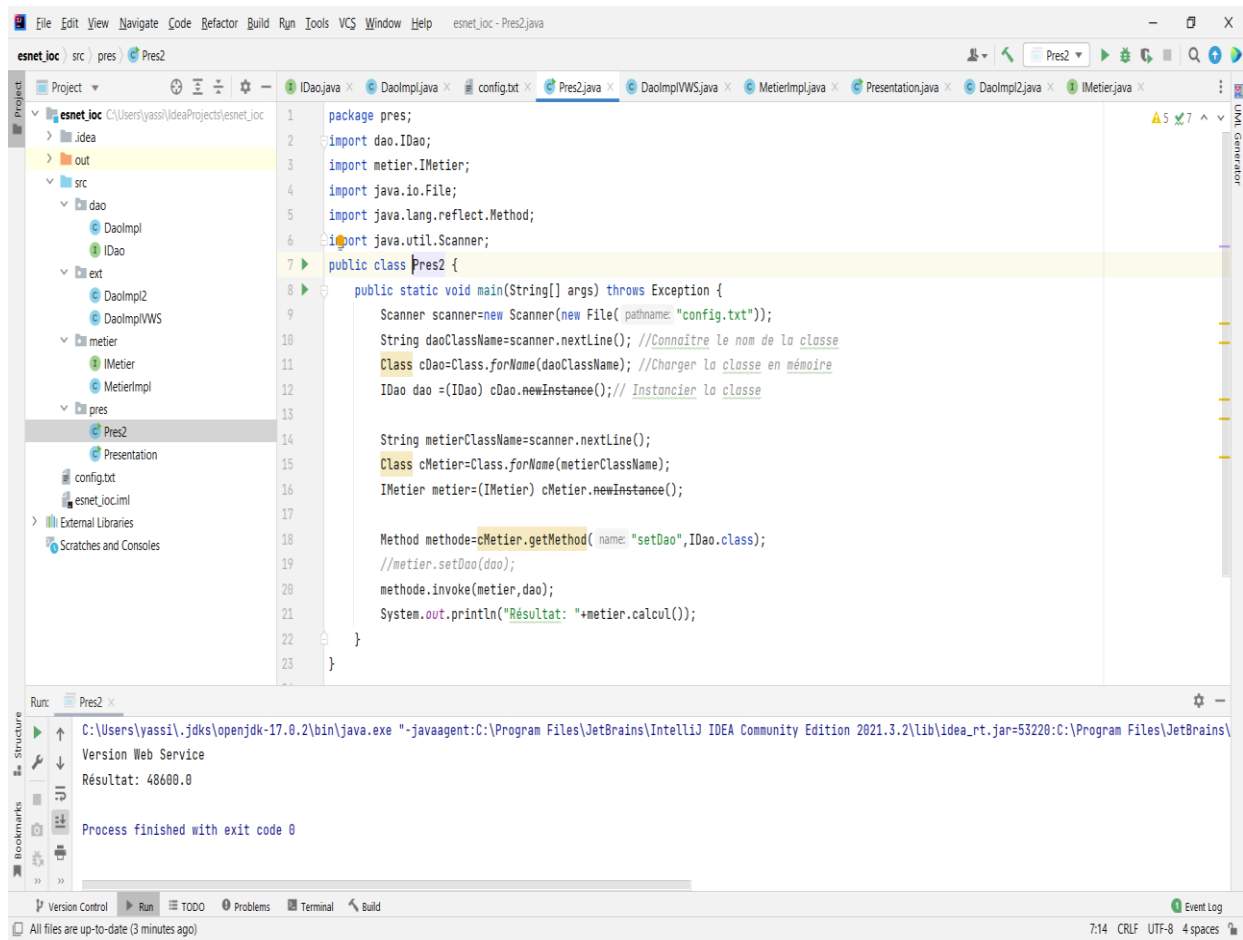 File Edit View Navigate Code Refactor Build Run Tools VCS Window Help esnet_ioc - Pres2.java
esnet_ioc src pres Pres2
Pres2
Project
IDao.java DaoImpl.java config.txt Pres2.java DaoImplVWS.java MetierImpl.java Presentation.java DaoImpl2.java IMetier.java
Project
UML Generator
esnet_ioc C:\Users\yassi\IdeaProjects\esnet_ioc
.idea
out
src
dao
DaoImpl
IDao
ext
DaoImpl2
DaoImplVWS
metier
IMetier
MetierImpl
pres
Pres2
Presentation
config.txt
esnet_ioc.iml
External Libraries
Scratches and Consoles
5 7
1 package pres;
2 import dao.IDao;
3 import metier.IMetier;
4 import java.io.File;
5 import java.lang.reflect.Method;
6 import java.util.Scanner;
7 public class Pres2 {
8 public static void main(String[] args) throws Exception {
9 Scanner scanner=new Scanner(new File( pathname: "config.txt"));
10 String daoClassName=scanner.nextLine(); //Connaître le nom de la classe
11 Class cDao=Class.forName(daoClassName); //Charger la classe en mémoire
12 IDao dao =(IDao) cDao.newInstance();// Instancier la classe
13
14 String metierClassName=scanner.nextLine();
15 Class cMetier=Class.forName(metierClassName);
16 IMetier metier=(IMetier) cMetier.newInstance();
17
18 Method methode=cMetier.getMethod( name: "setDao",IDao.class);
19 //metier.setDao(dao);
20 methode.invoke(metier,dao);
21 System.out.println("Résultat: "+metier.calcul());
22 }
23 }
Run: Pres2
C:\Users\yassi\.jdks\openjdk-17.0.2\bin\java.exe "-javaagent:C:\Program Files\JetBrains\IntelliJ IDEA Community Edition 2021.3.2\lib\idea_rt.jar=53220:C:\Program Files\JetBrains\
Version Web Service
Résultat: 48600.0
Process finished with exit code 0
Structure
Bookmarks
Version Control Run TODO Problems Terminal Build 1 Event Log
All files are up-to-date (3 minutes ago) 7:14 CRLF UTF-8 4 spaces